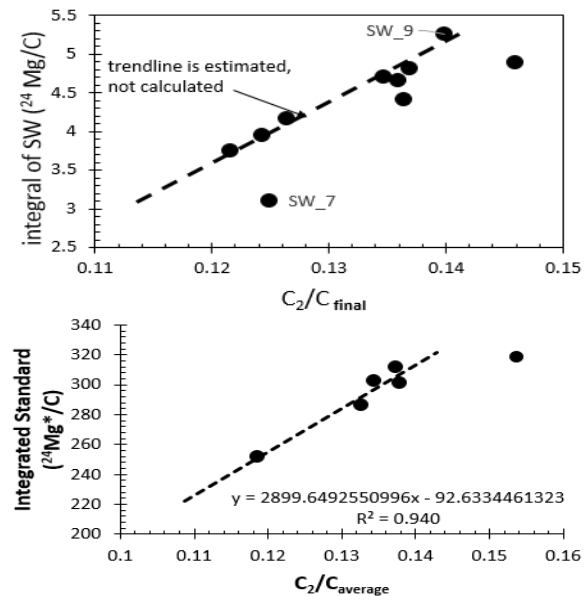 integral of SW (²⁴ Mg/C)
5.5
5
4.5
4
3.5
3
2.5
SW_9
trendline is estimated,
not calculated
SW_7
0.11 0.12 0.13 0.14 0.15
C₂/C final
Integrated Standard
(²⁴Mg*/C)
340
320
300
280
260
240
220
200
y = 2899.6492550996x - 92.6334461323
R² = 0.940
0.1 0.11 0.12 0.13 0.14 0.15 0.16
C₂/Caverage